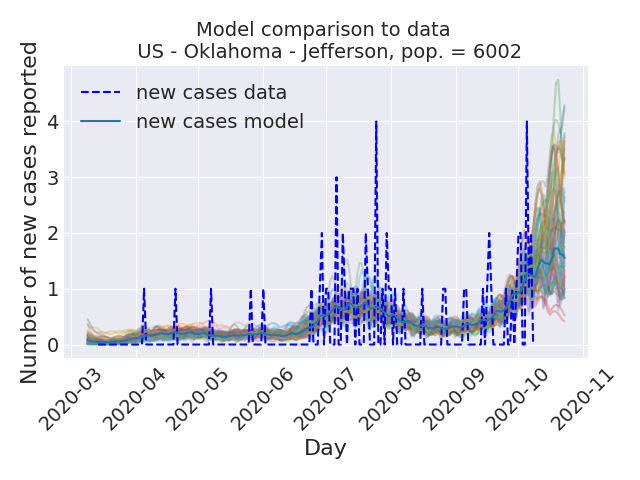 Model comparison to data
US - Oklahoma - Jefferson, pop. = 6002
Number of new cases reported
new cases data
new cases model
4
3
2
1
0
2020-03
2020-04
2020-05
2020-06
2020-07
2020-08
2020-09
2020-10
2020-11
Day